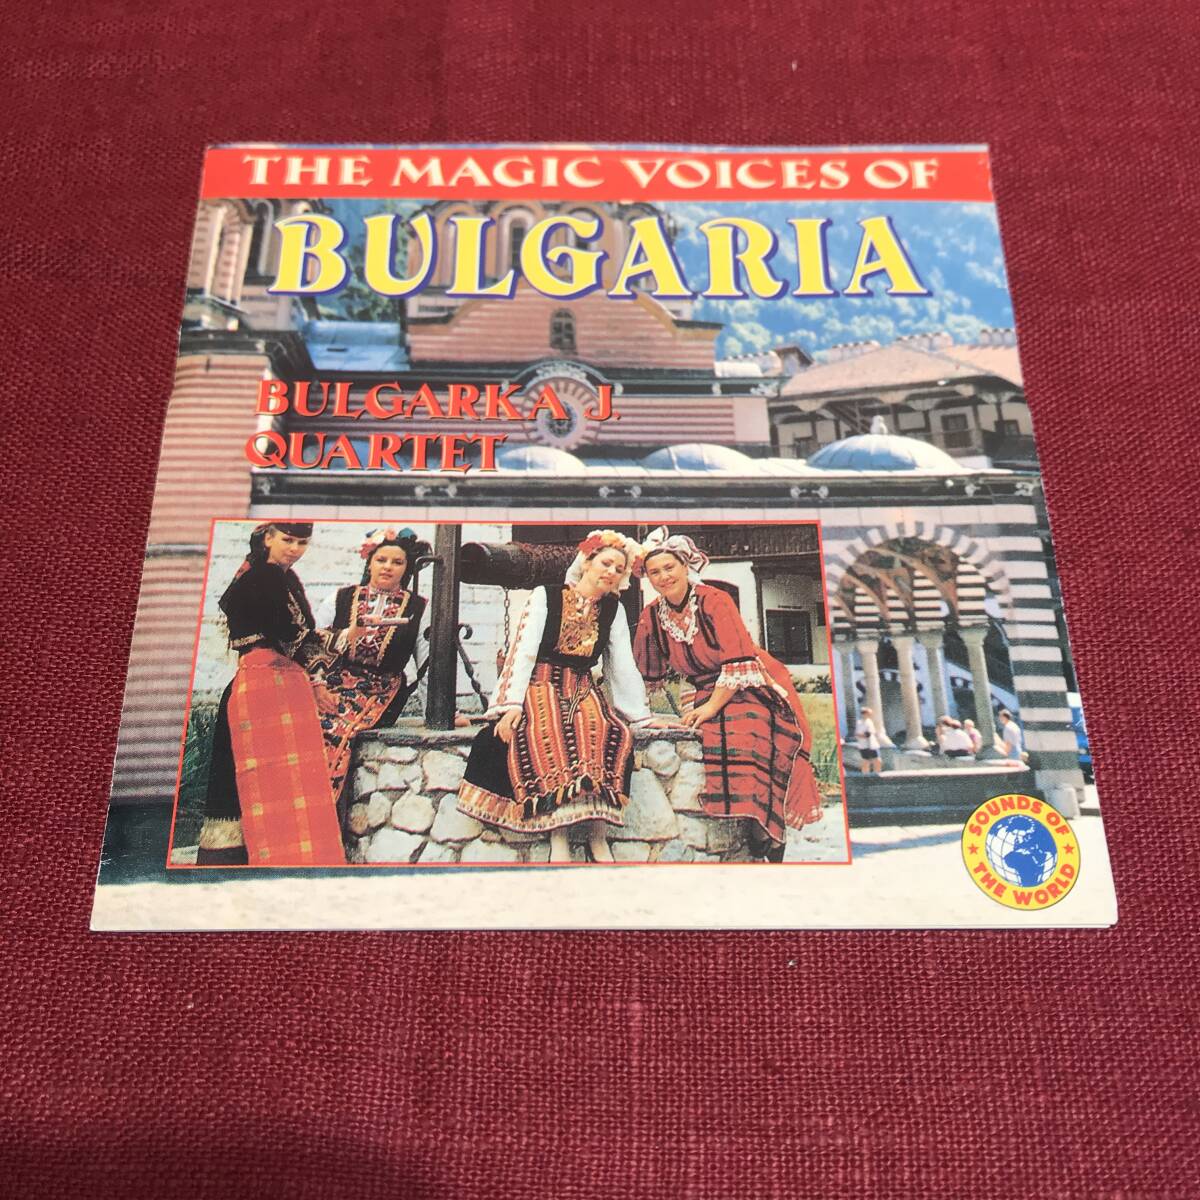 THE MAGIC VOICES OF
BULGARIA
BULGARKA J.
QUARTET
SOUNDS OF
THE WORLD